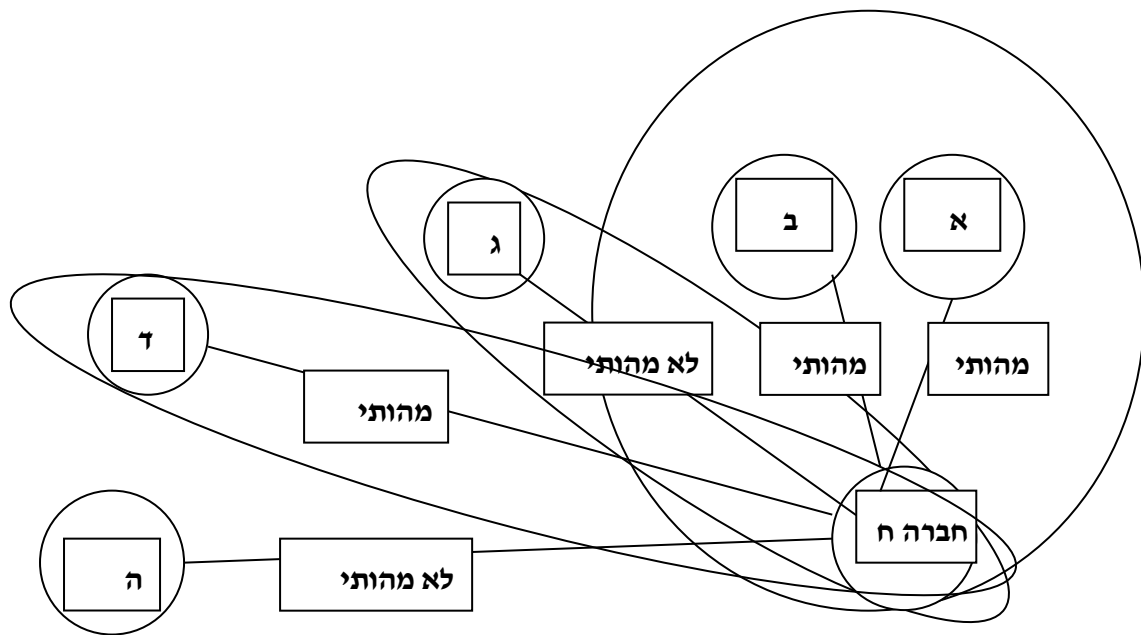 א
ב
ג
ד
מהותי
מהותי
לא מהותי
מהותי
חברה ח
לא מהותי
ה